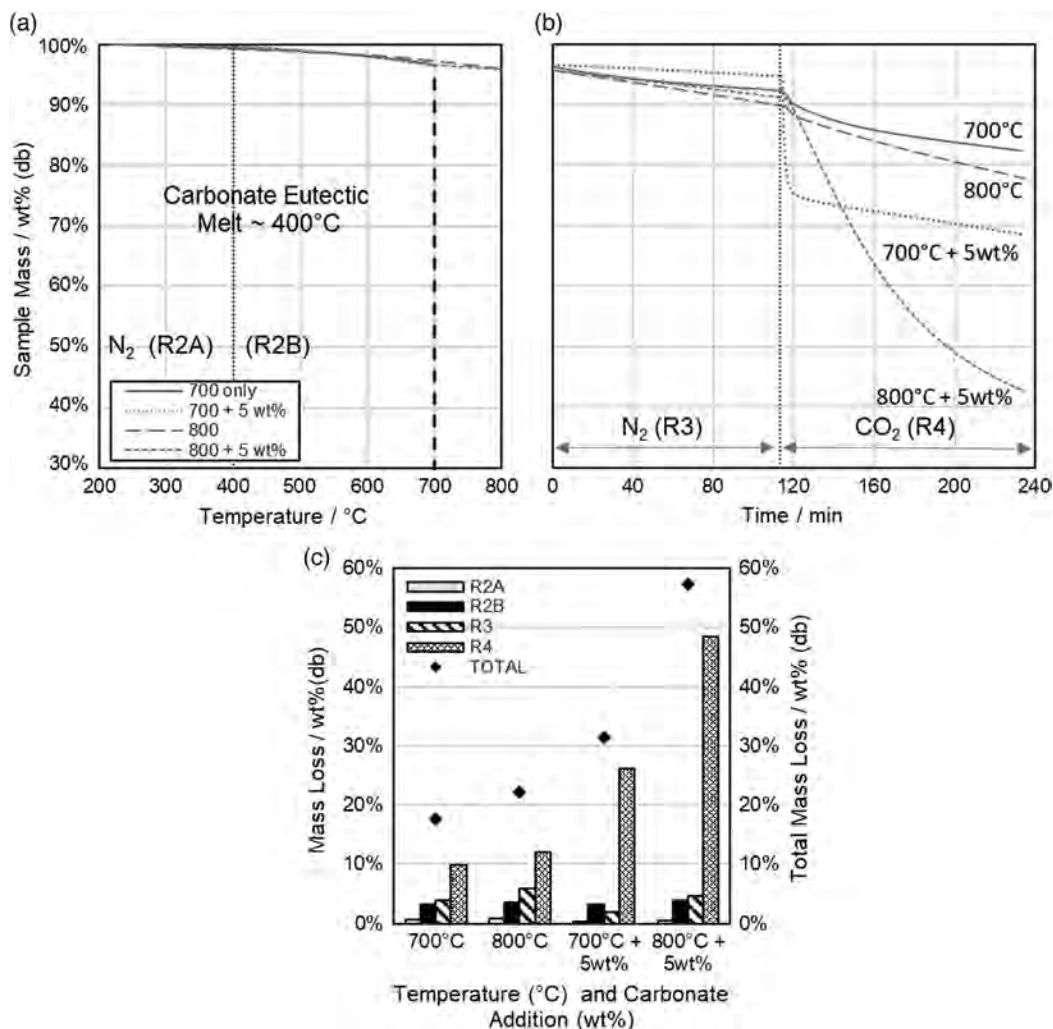 (a)
100%
90%
80%
70%
60%
50%
40%
30%
Sample Mass / wt% (db)
Carbonate Eutectic
Melt ~ 400°C
N₂ (R2A) (R2B)
700 only
700 + 5 wt%
800
800 + 5 wt%
200 300 400 500 600 700 800
Temperature / °C
(b)
700°C
800°C
700°C + 5wt%
800°C + 5wt%
N₂ (R3)
CO₂ (R4)
0 40 80 120 160 200 240
Time / min
(c)
60%
50%
40%
30%
20%
10%
0%
Mass Loss / wt%(db)
R2A
R2B
R3
R4
TOTAL
60%
50%
40%
30%
20%
10%
0%
Total Mass Loss / wt% (db)
700°C 800°C 700°C + 800°C +
5wt% 5wt%
Temperature (°C) and Carbonate
Addition (wt%)